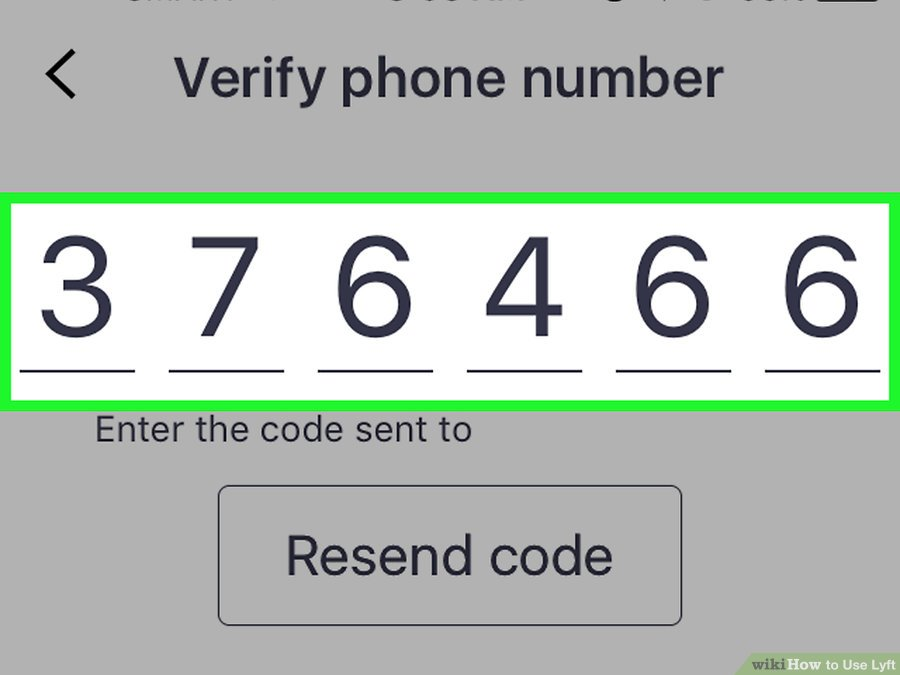 Verify phone number
3 7 6 4 6 6
Enter the code sent to
Resend code
wikiHow to Use Lyft